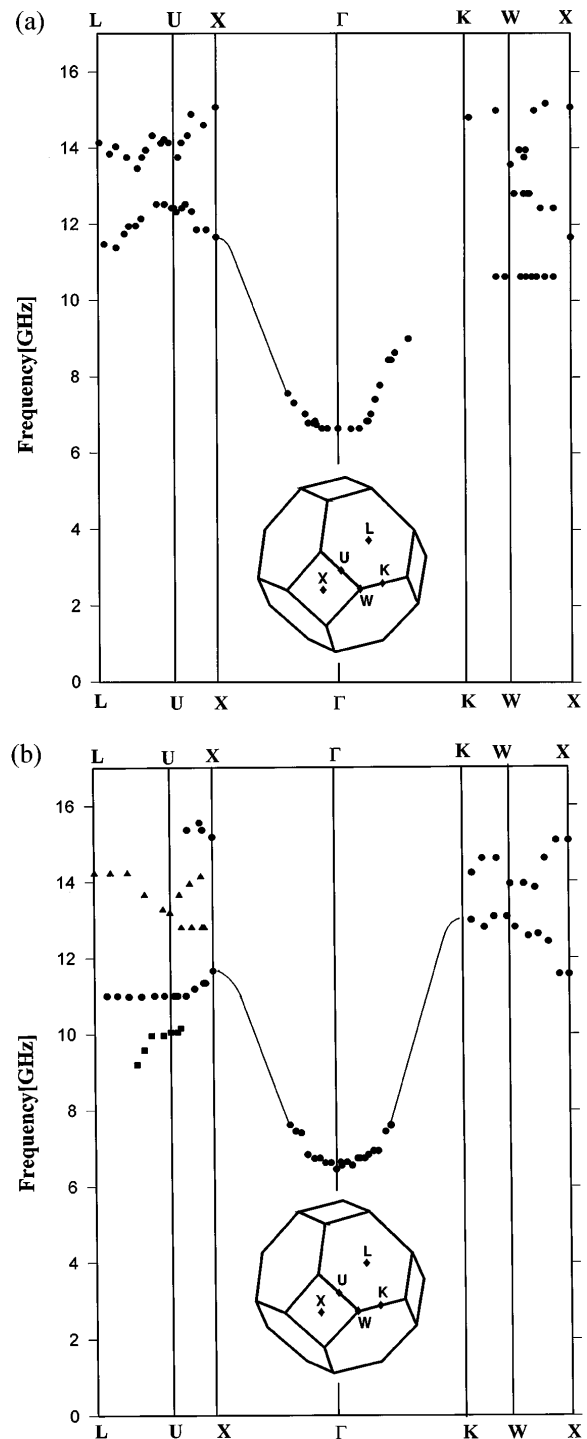 (a)
L U X Γ K W X
16
14
12
10
8
6
4
2
0
Frequency[GHz]
L
U
K
X
W
L U X Γ K W X
(b)
L U X Γ K W X
16
14
12
10
8
6
4
2
0
Frequency[GHz]
L
U
K
X
W
L U X Γ K W X